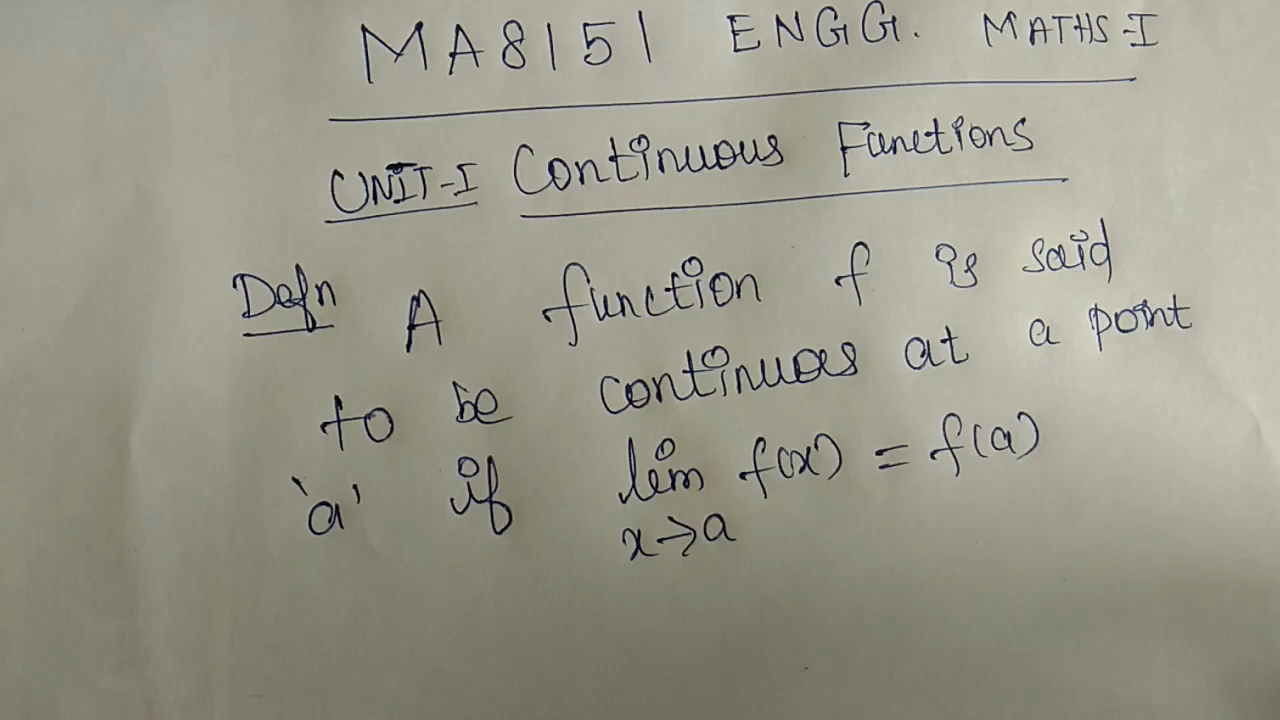 MA8151 ENGG. MATHS-I
UNIT-I Continuous Functions
Defn A function f is said
to be continuous at a point
'a' if lim f(x) = f(a)
x→a